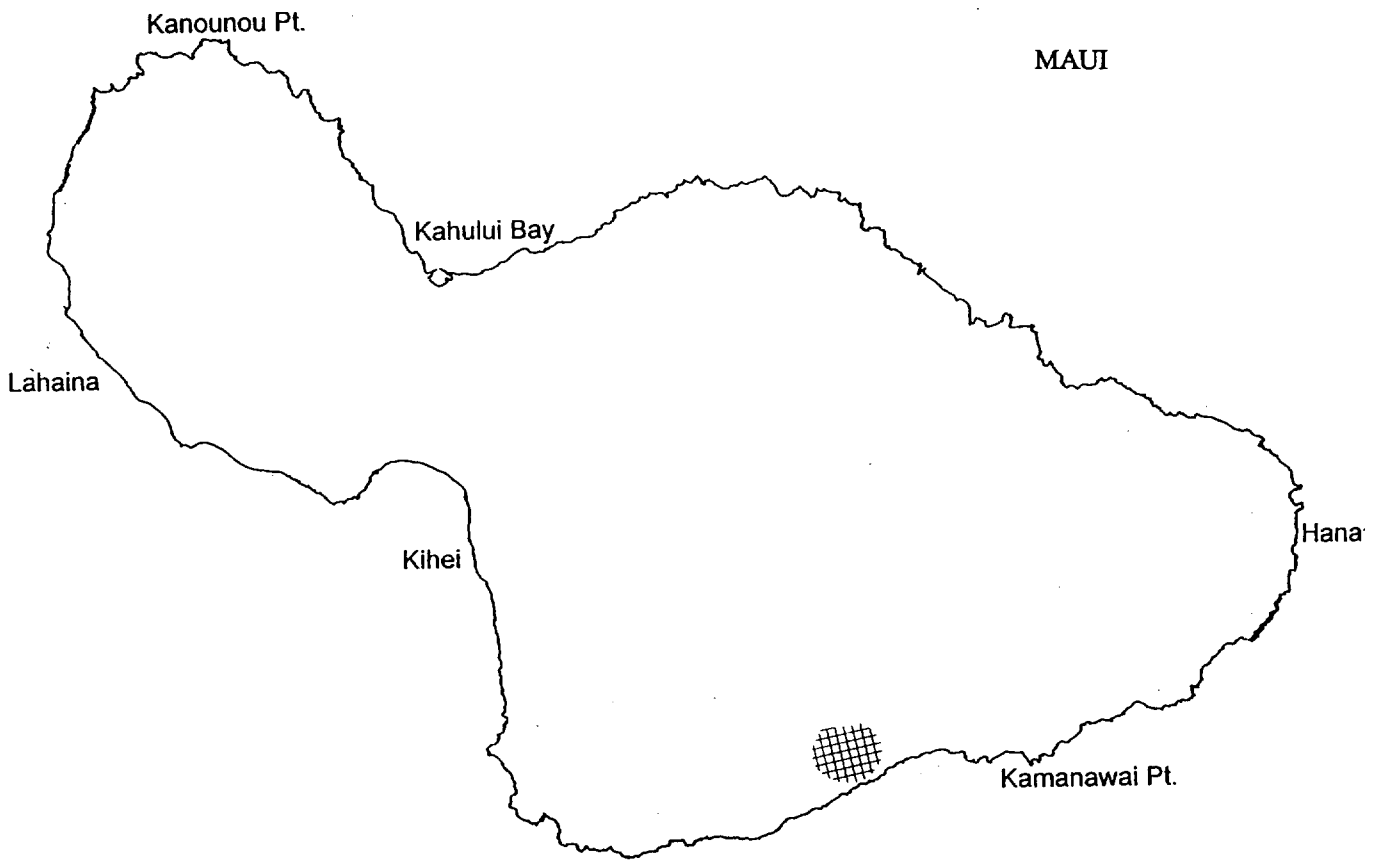 Kanounou Pt.
MAUI
Kahului Bay
Lahaina
Hana
Kihei
Kamanawai Pt.